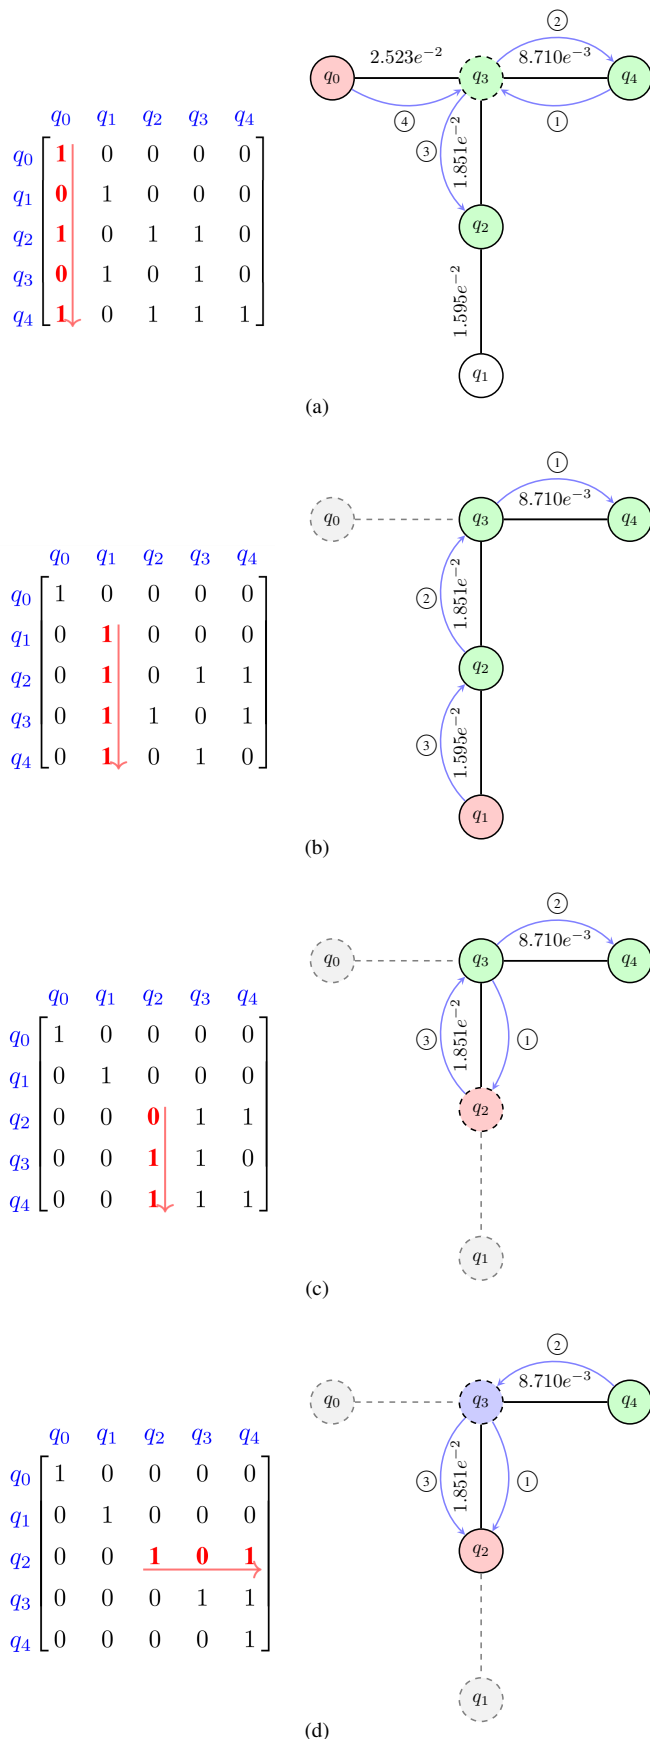 ② 
q0 2.523e−2 q3 8.710e−3 q4
④ ①
q0 q1 q2 q3 q4
q0 1 0 0 0 0
q1 0 1 0 0 0
q2 1 0 1 1 0
q3 0 1 0 1 0
q4 1 0 1 1 1
③ 1.851e−2
q2
1.595e−2
q1
(a)
①
q0 q3 8.710e−3 q4
q0 q1 q2 q3 q4
q0 1 0 0 0 0
q1 0 1 0 0 0
q2 0 1 0 1 1
q3 0 1 1 0 1
q4 0 1 0 1 0
② 1.851e−2
q2
③ 1.595e−2
q1
(b)
②
q0 q3 8.710e−3 q4
q0 q1 q2 q3 q4
q0 1 0 0 0 0
q1 0 1 0 0 0
q2 0 0 0 1 1
q3 0 0 1 1 0
q4 0 0 1 1 1
③ 1.851e−2 ①
q2
q1
(c)
②
q0 q3 8.710e−3 q4
q0 q1 q2 q3 q4
q0 1 0 0 0 0
q1 0 1 0 0 0
q2 0 0 1 0 1
q3 0 0 0 1 1
q4 0 0 0 0 1
③ 1.851e−2 ①
q2
q1
(d)